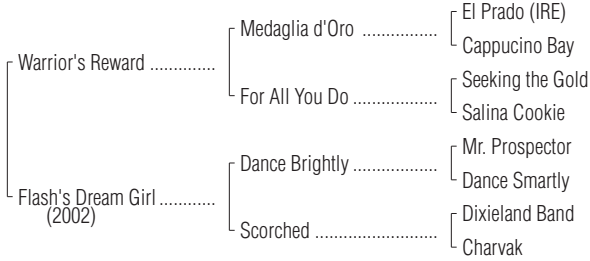 El Prado (IRE)
Medaglia d'Oro ................
Cappucino Bay
Warrior's Reward ..............
Seeking the Gold
For All You Do ..................
Salina Cookie
Mr. Prospector
Dance Brightly ..................
Dance Smartly
Flash's Dream Girl ............
(2002)
Dixieland Band
Scorched ..........................
Charvak